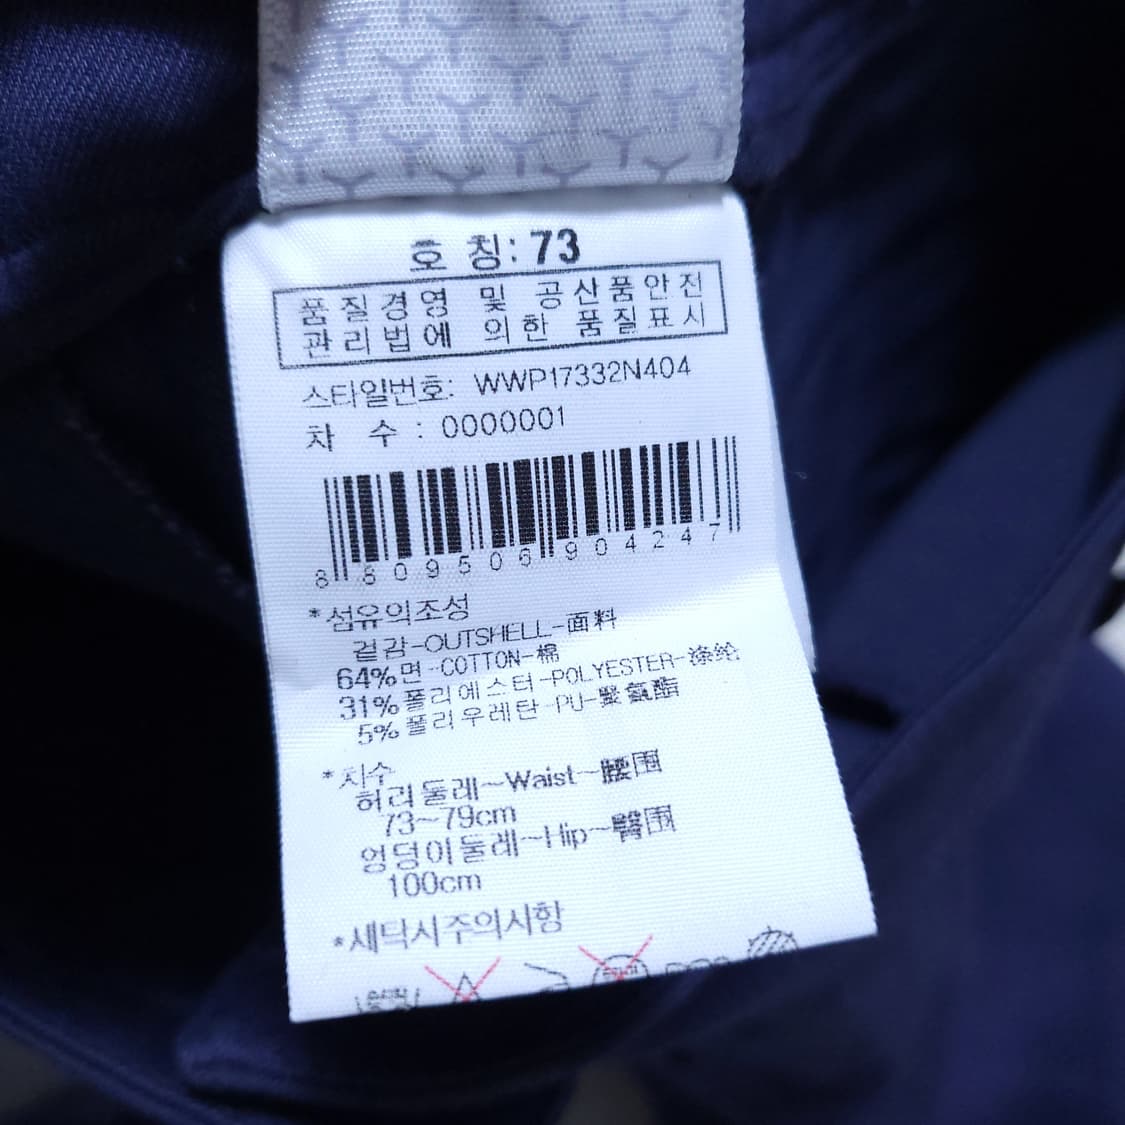 호 칭: 73
품질경영 및 공산품안전
관리법에 의한 품질표시
스타일번호: WWP17332N404
차 수 : 0000001
8 809506 904247
*섬유의조성
겉감-OUTSHELL-面料
64%면-COTTON-棉
31%폴리에스터-POLYESTER-涤纶
5%폴리우레탄-PU-聚氨酯
*치수
허리둘레~Waist~腰围
73~79cm
엉덩이둘레~Hip~臀围
100cm
*세탁시주의시항